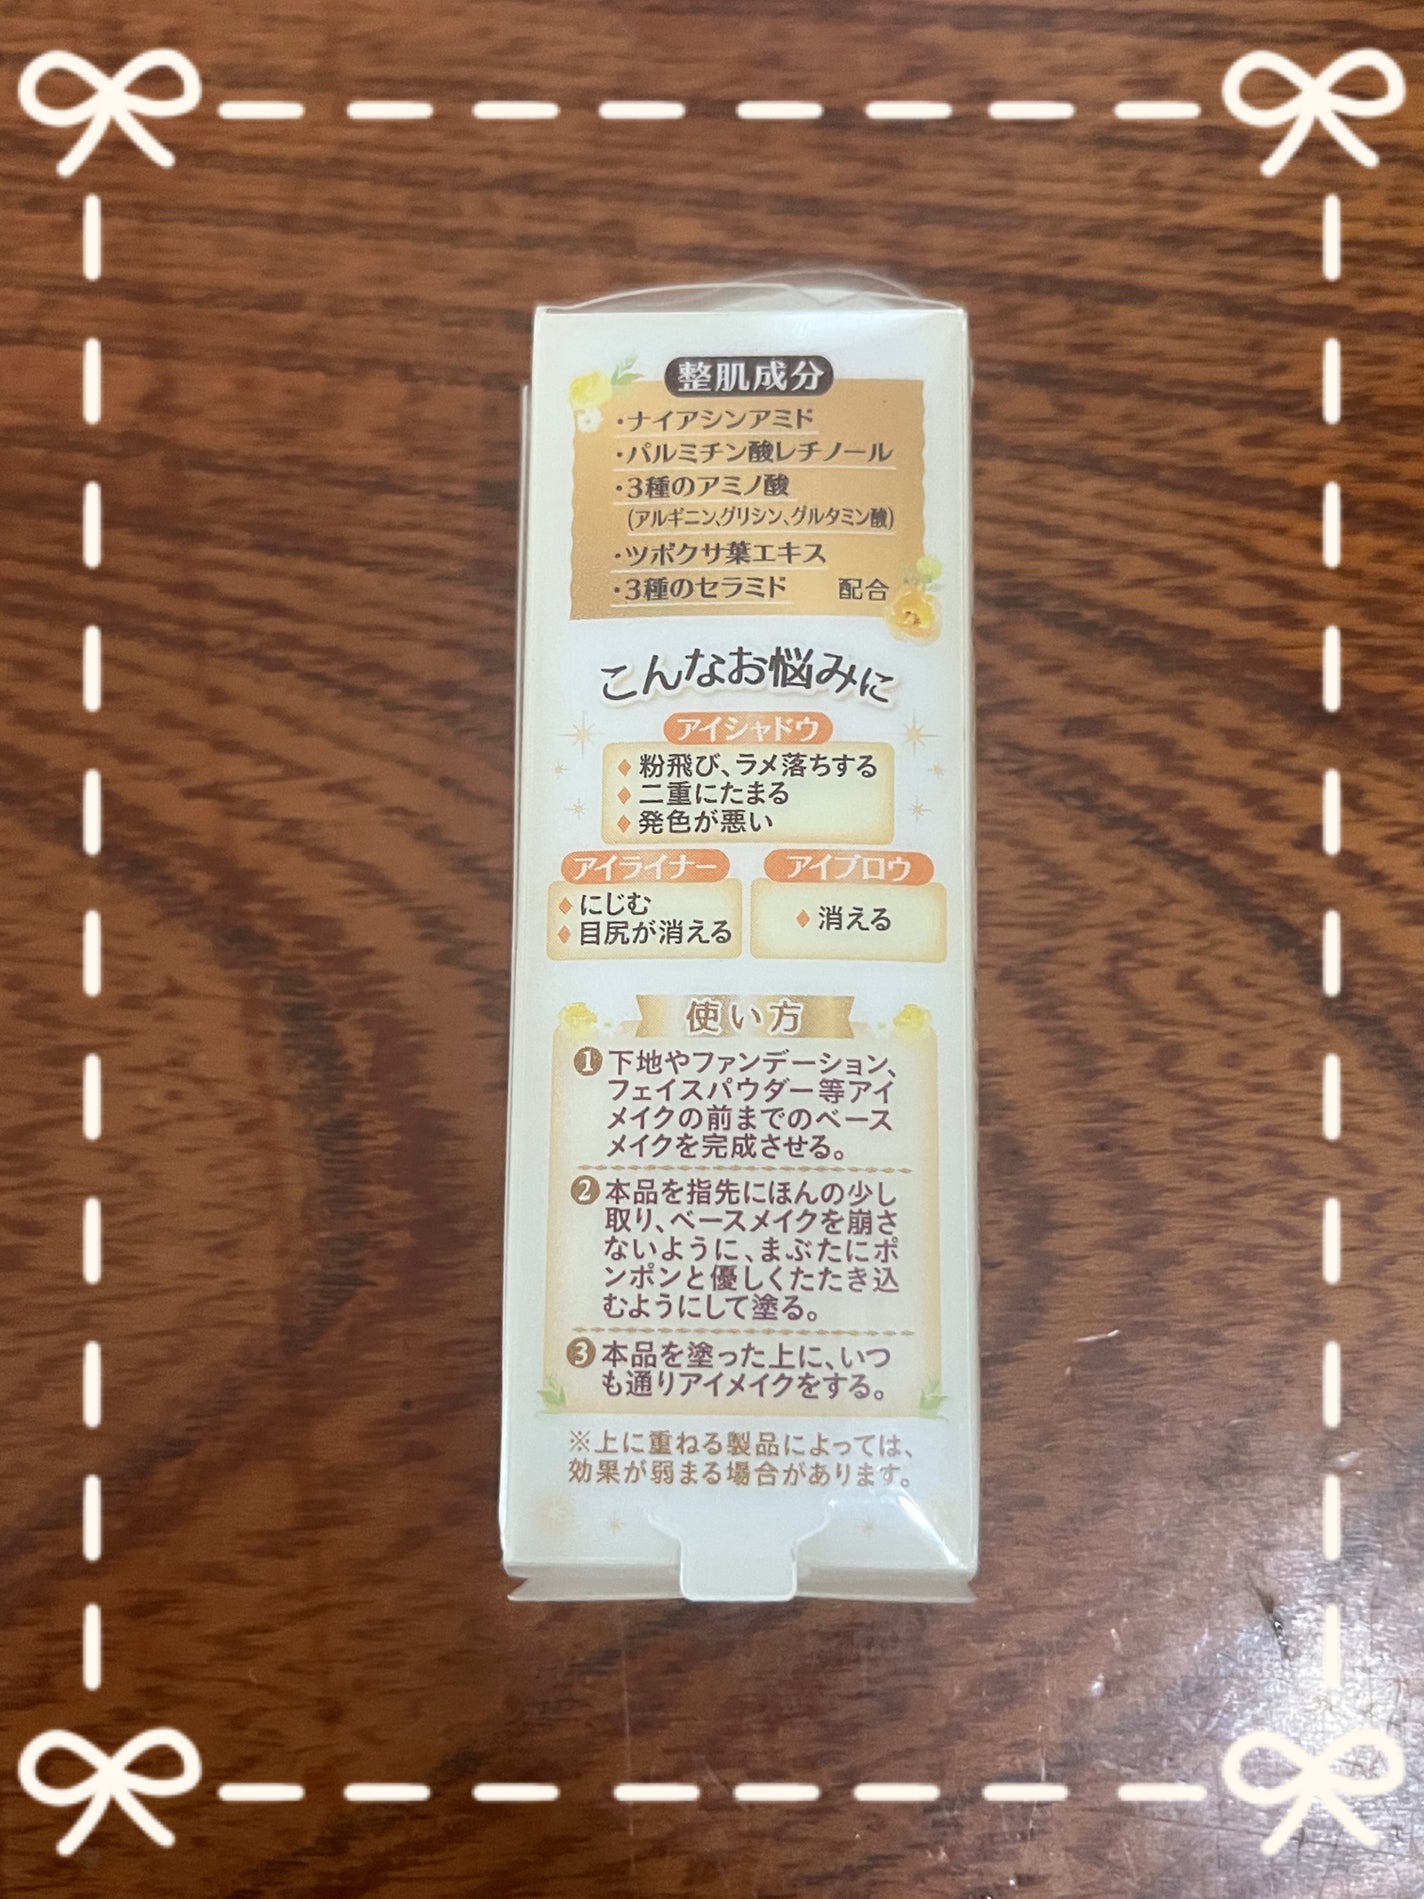 整肌成分
・ナイアシンアミド
・パルミチン酸レチノール
・3種のアミノ酸
(アルギニン、グリシン、グルタミン酸)
・ツボクサ葉エキス
・3種のセラミド 配合
こんなお悩みに
アイシャドウ
♦粉飛び、ラメ落ちする
♦二重にたまる
♦発色が悪い
アイライナー
♦にじむ
♦目尻が消える
アイブロウ
♦消える
使い方
❶下地やファンデーション、
フェイスパウダー等アイ
メイクの前までのベース
メイクを完成させる。
❷本品を指先にほんの少し
取り、ベースメイクを崩さ
ないように、まぶたにポ
ンポンと優しくたたき込
むようにして塗る。
❸本品を塗った上に、いつ
も通りアイメイクをする。
※上に重ねる製品によっては、
効果が弱まる場合があります。